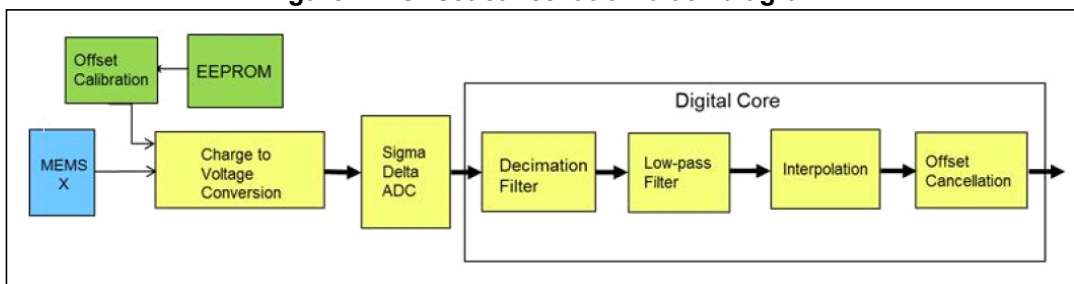 Offset
Calibration
EEPROM
Digital Core
MEMS
X
Charge to
Voltage
Conversion
Sigma
Delta
ADC
Decimation
Filter
Low-pass
Filter
Interpolation
Offset
Cancellation